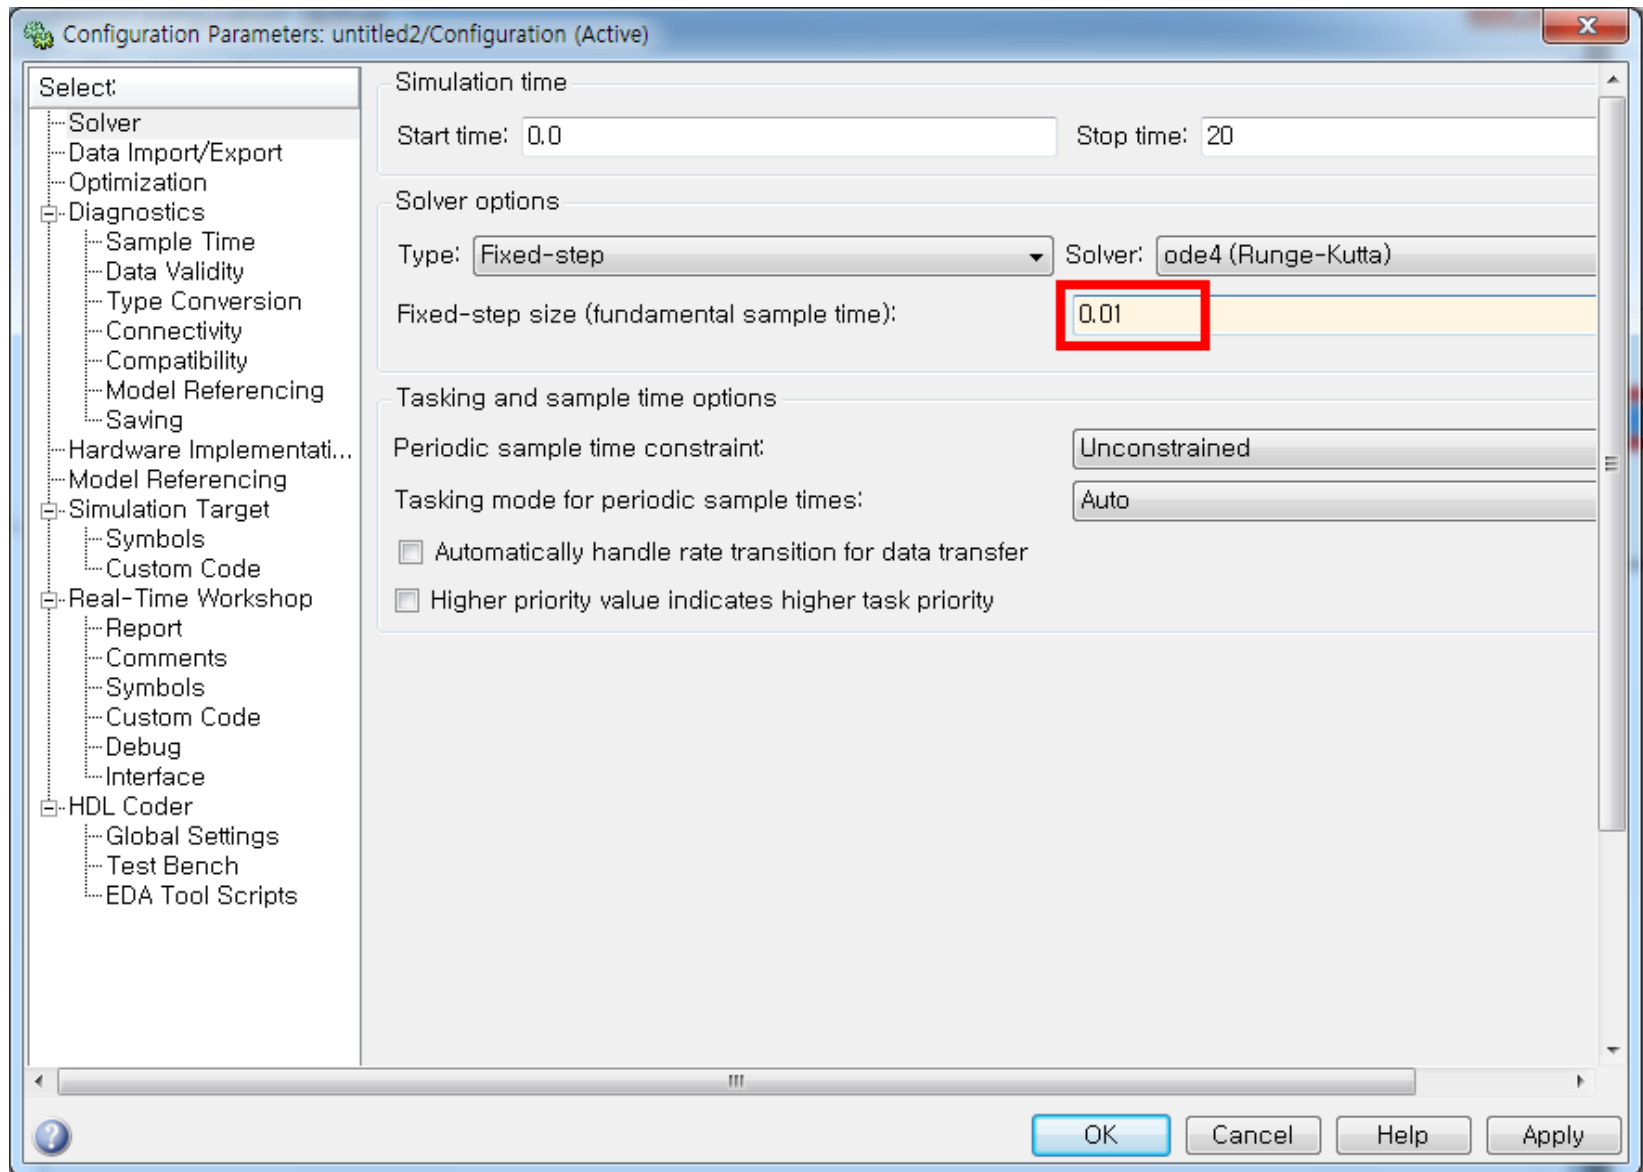 Configuration Parameters: untitled2/Configuration (Active)
Select:
Solver
Data Import/Export
Optimization
Diagnostics
Sample Time
Data Validity
Type Conversion
Connectivity
Compatibility
Model Referencing
Saving
Hardware Implementati...
Model Referencing
Simulation Target
Symbols
Custom Code
Real-Time Workshop
Report
Comments
Symbols
Custom Code
Debug
Interface
HDL Coder
Global Settings
Test Bench
EDA Tool Scripts
Simulation time
Start time: 0.0 Stop time: 20
Solver options
Type: Fixed-step Solver: ode4 (Runge-Kutta)
Fixed-step size (fundamental sample time): 0.01
Tasking and sample time options
Periodic sample time constraint: Unconstrained
Tasking mode for periodic sample times: Auto
Automatically handle rate transition for data transfer
Higher priority value indicates higher task priority
OK Cancel Help Apply